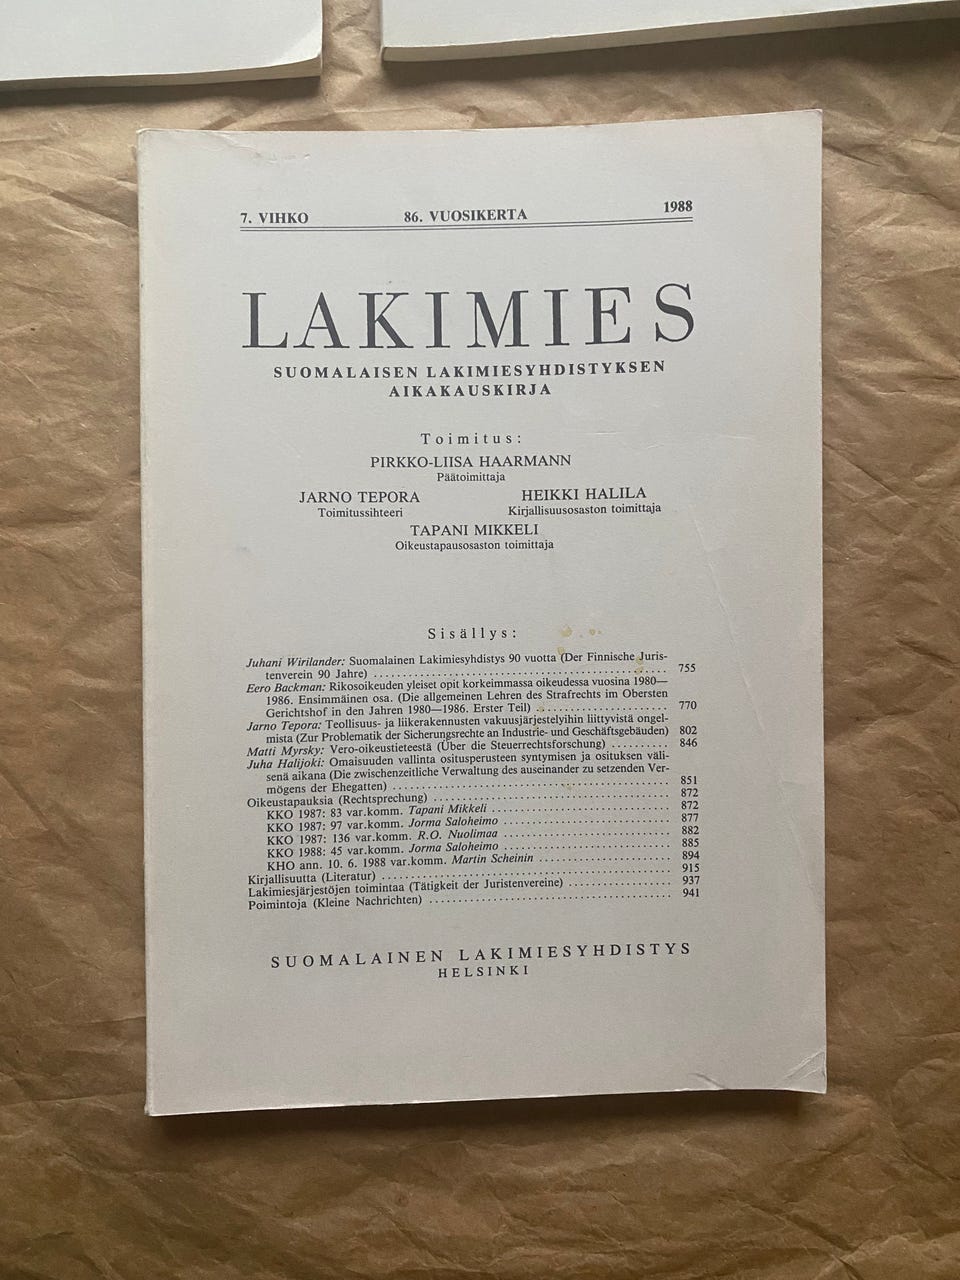 7. VIHKO 86. VUOSIKERTA 1988
LAKIMIES
SUOMALAISEN LAKIMIESYHDISTYKSEN
AIKAKAUSKIRJA
Toimitus:
PIRKKO-LIISA HAARMANN
Päätoimittaja
JARNO TEPORA HEIKKI HALILA
Toimitussihteeri Kirjallisuusosaston toimittaja
TAPANI MIKKELI
Oikeustapausosaston toimittaja
Sisällys:
Juhani Wirilander: Suomalainen Lakimiesyhdistys 90 vuotta (Der Finnische Juris-
tenverein 90 Jahre) ........................................ 755
Eero Backman: Rikosoikeuden yleiset opit korkeimmassa oikeudessa vuosina 1980—
1986. Ensimmäinen osa. (Die allgemeinen Lehren des Strafrechts im Obersten
Gerichtshof in den Jahren 1980—1986. Erster Teil) .................. 770
Jarno Tepora: Teollisuus- ja liikerakennusten vakuusjärjestelyihin liittyvistä ongel-
mista (Zur Problematik der Sicherungsrechte an Industrie- und Geschäftsgebäuden) 802
Matti Myrsky: Vero-oikeustieteestä (Über die Steuerrechtsforschung) .......... 846
Juha Halijoki: Omaisuuden vallinta ositusperusteen syntymisen ja osituksen väli-
senä aikana (Die zwischenzeitliche Verwaltung des auseinander zu setzenden Ver-
mögens der Ehegatten) ........................................ 851
Oikeustapauksia (Rechtsprechung) ........................................ 872
KKO 1987: 83 var.komm. Tapani Mikkeli .............................. 872
KKO 1987: 97 var.komm. Jorma Saloheimo ............................ 877
KKO 1987: 136 var.komm. R.O. Nuolimaa ............................ 882
KKO 1988: 45 var.komm. Jorma Saloheimo ............................ 885
KHO ann. 10. 6. 1988 var.komm. Martin Scheinin ...................... 894
Kirjallisuutta (Literatur) ........................................ 915
Lakimiesjärjestöjen toimintaa (Tätigkeit der Juristenvereine) .................. 937
Poimintoja (Kleine Nachrichten) ........................................ 941
SUOMALAINEN LAKIMIESYHDISTYS
HELSINKI